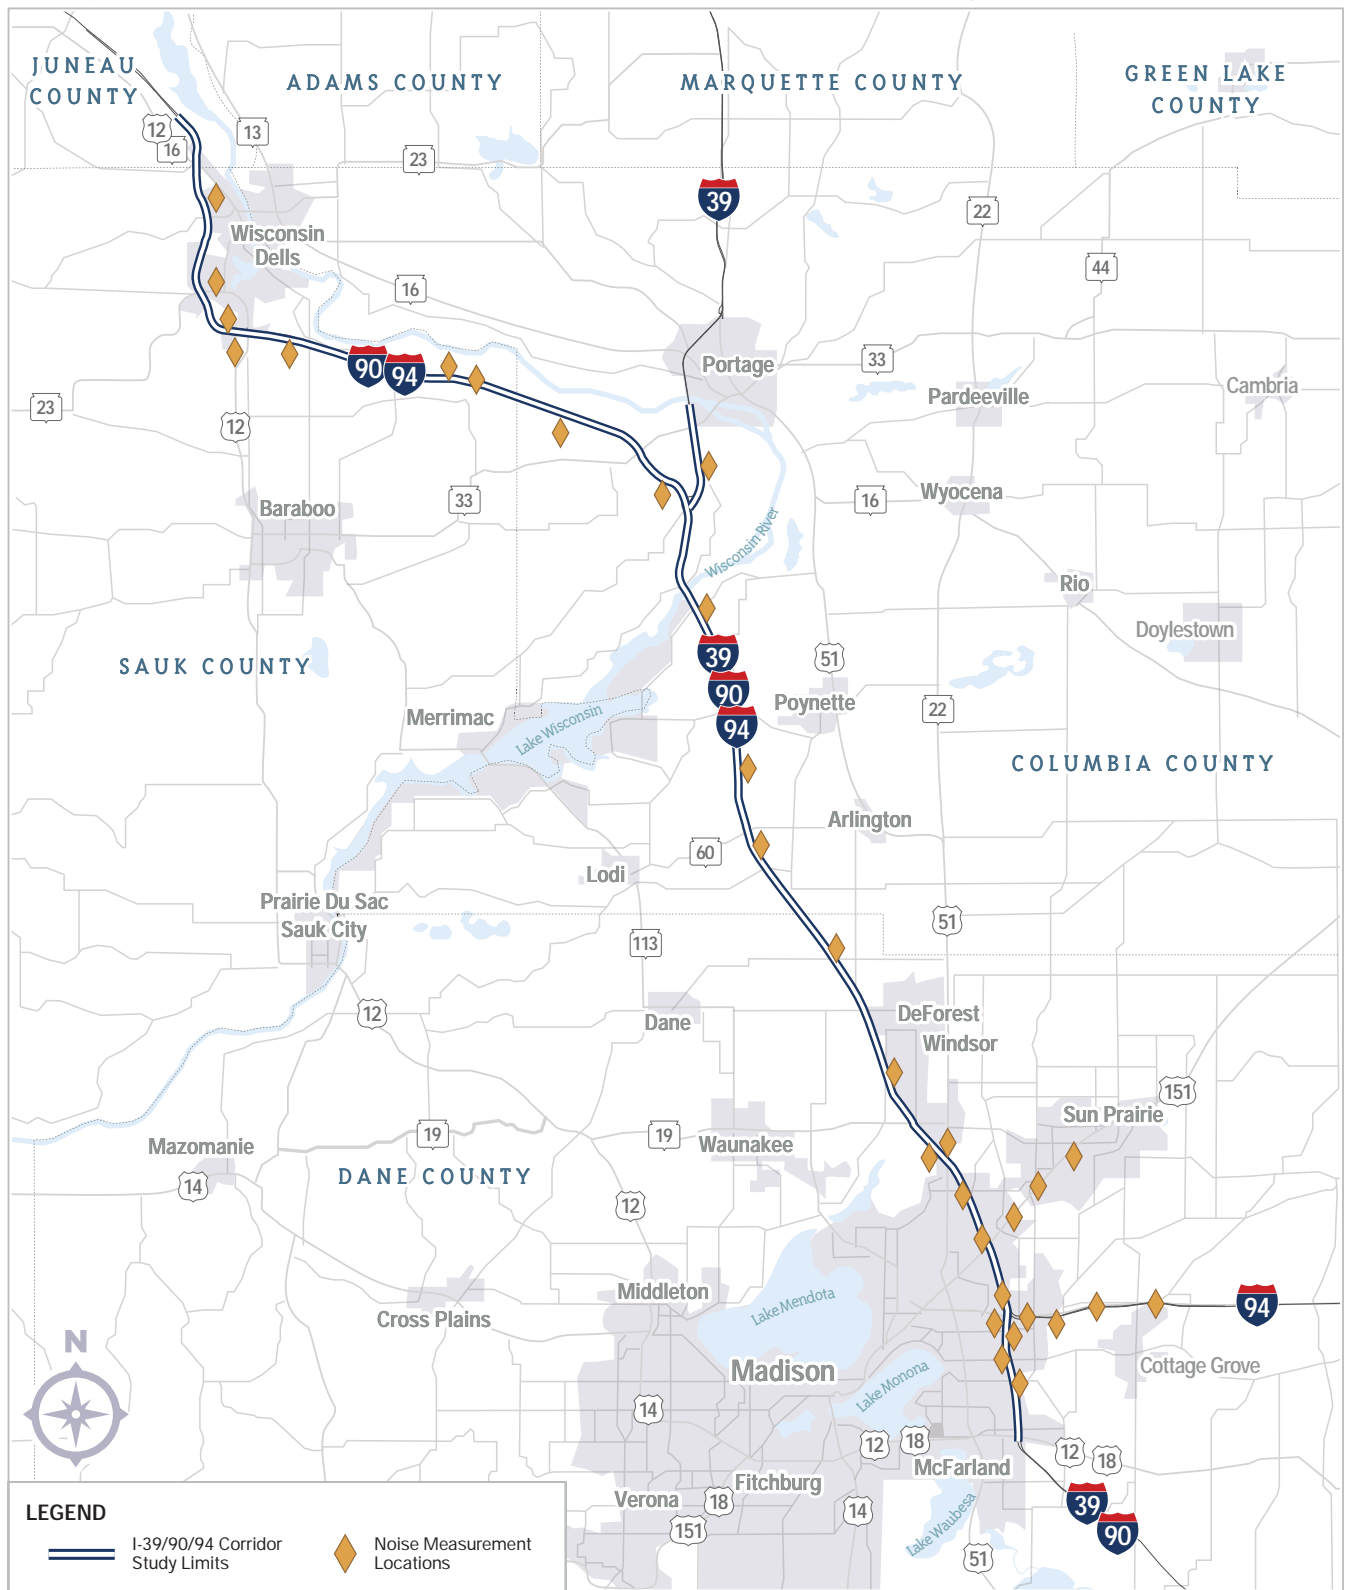 JUNEAU
COUNTY
ADAMS COUNTY
MARQUETTE COUNTY
GREEN LAKE
COUNTY
12
16
13
23
39
22
44
Wisconsin
Dells
16
90
94
Portage
33
Pardeeville
Cambria
23
12
Baraboo
33
16
Wyocena
Wisconsin River
Rio
Doylestown
SAUK COUNTY
39
90
94
51
Poynette
22
Merrimac
Lake Wisconsin
COLUMBIA COUNTY
Arlington
60
Lodi
Prairie Du Sac
Sauk City
113
51
12
Dane
DeForest
Windsor
151
Sun Prairie
19
19
Waunakee
Mazomanie
14
DANE COUNTY
12
Middleton
Lake Mendota
94
Cross Plains
N
Madison
Lake Monona
Cottage Grove
14
12
18
12
18
McFarland
Fitchburg
Verona
18
151
14
Lake Waubesa
39
90
51
LEGEND
I-39/90/94 Corridor
Study Limits
Noise Measurement
Locations